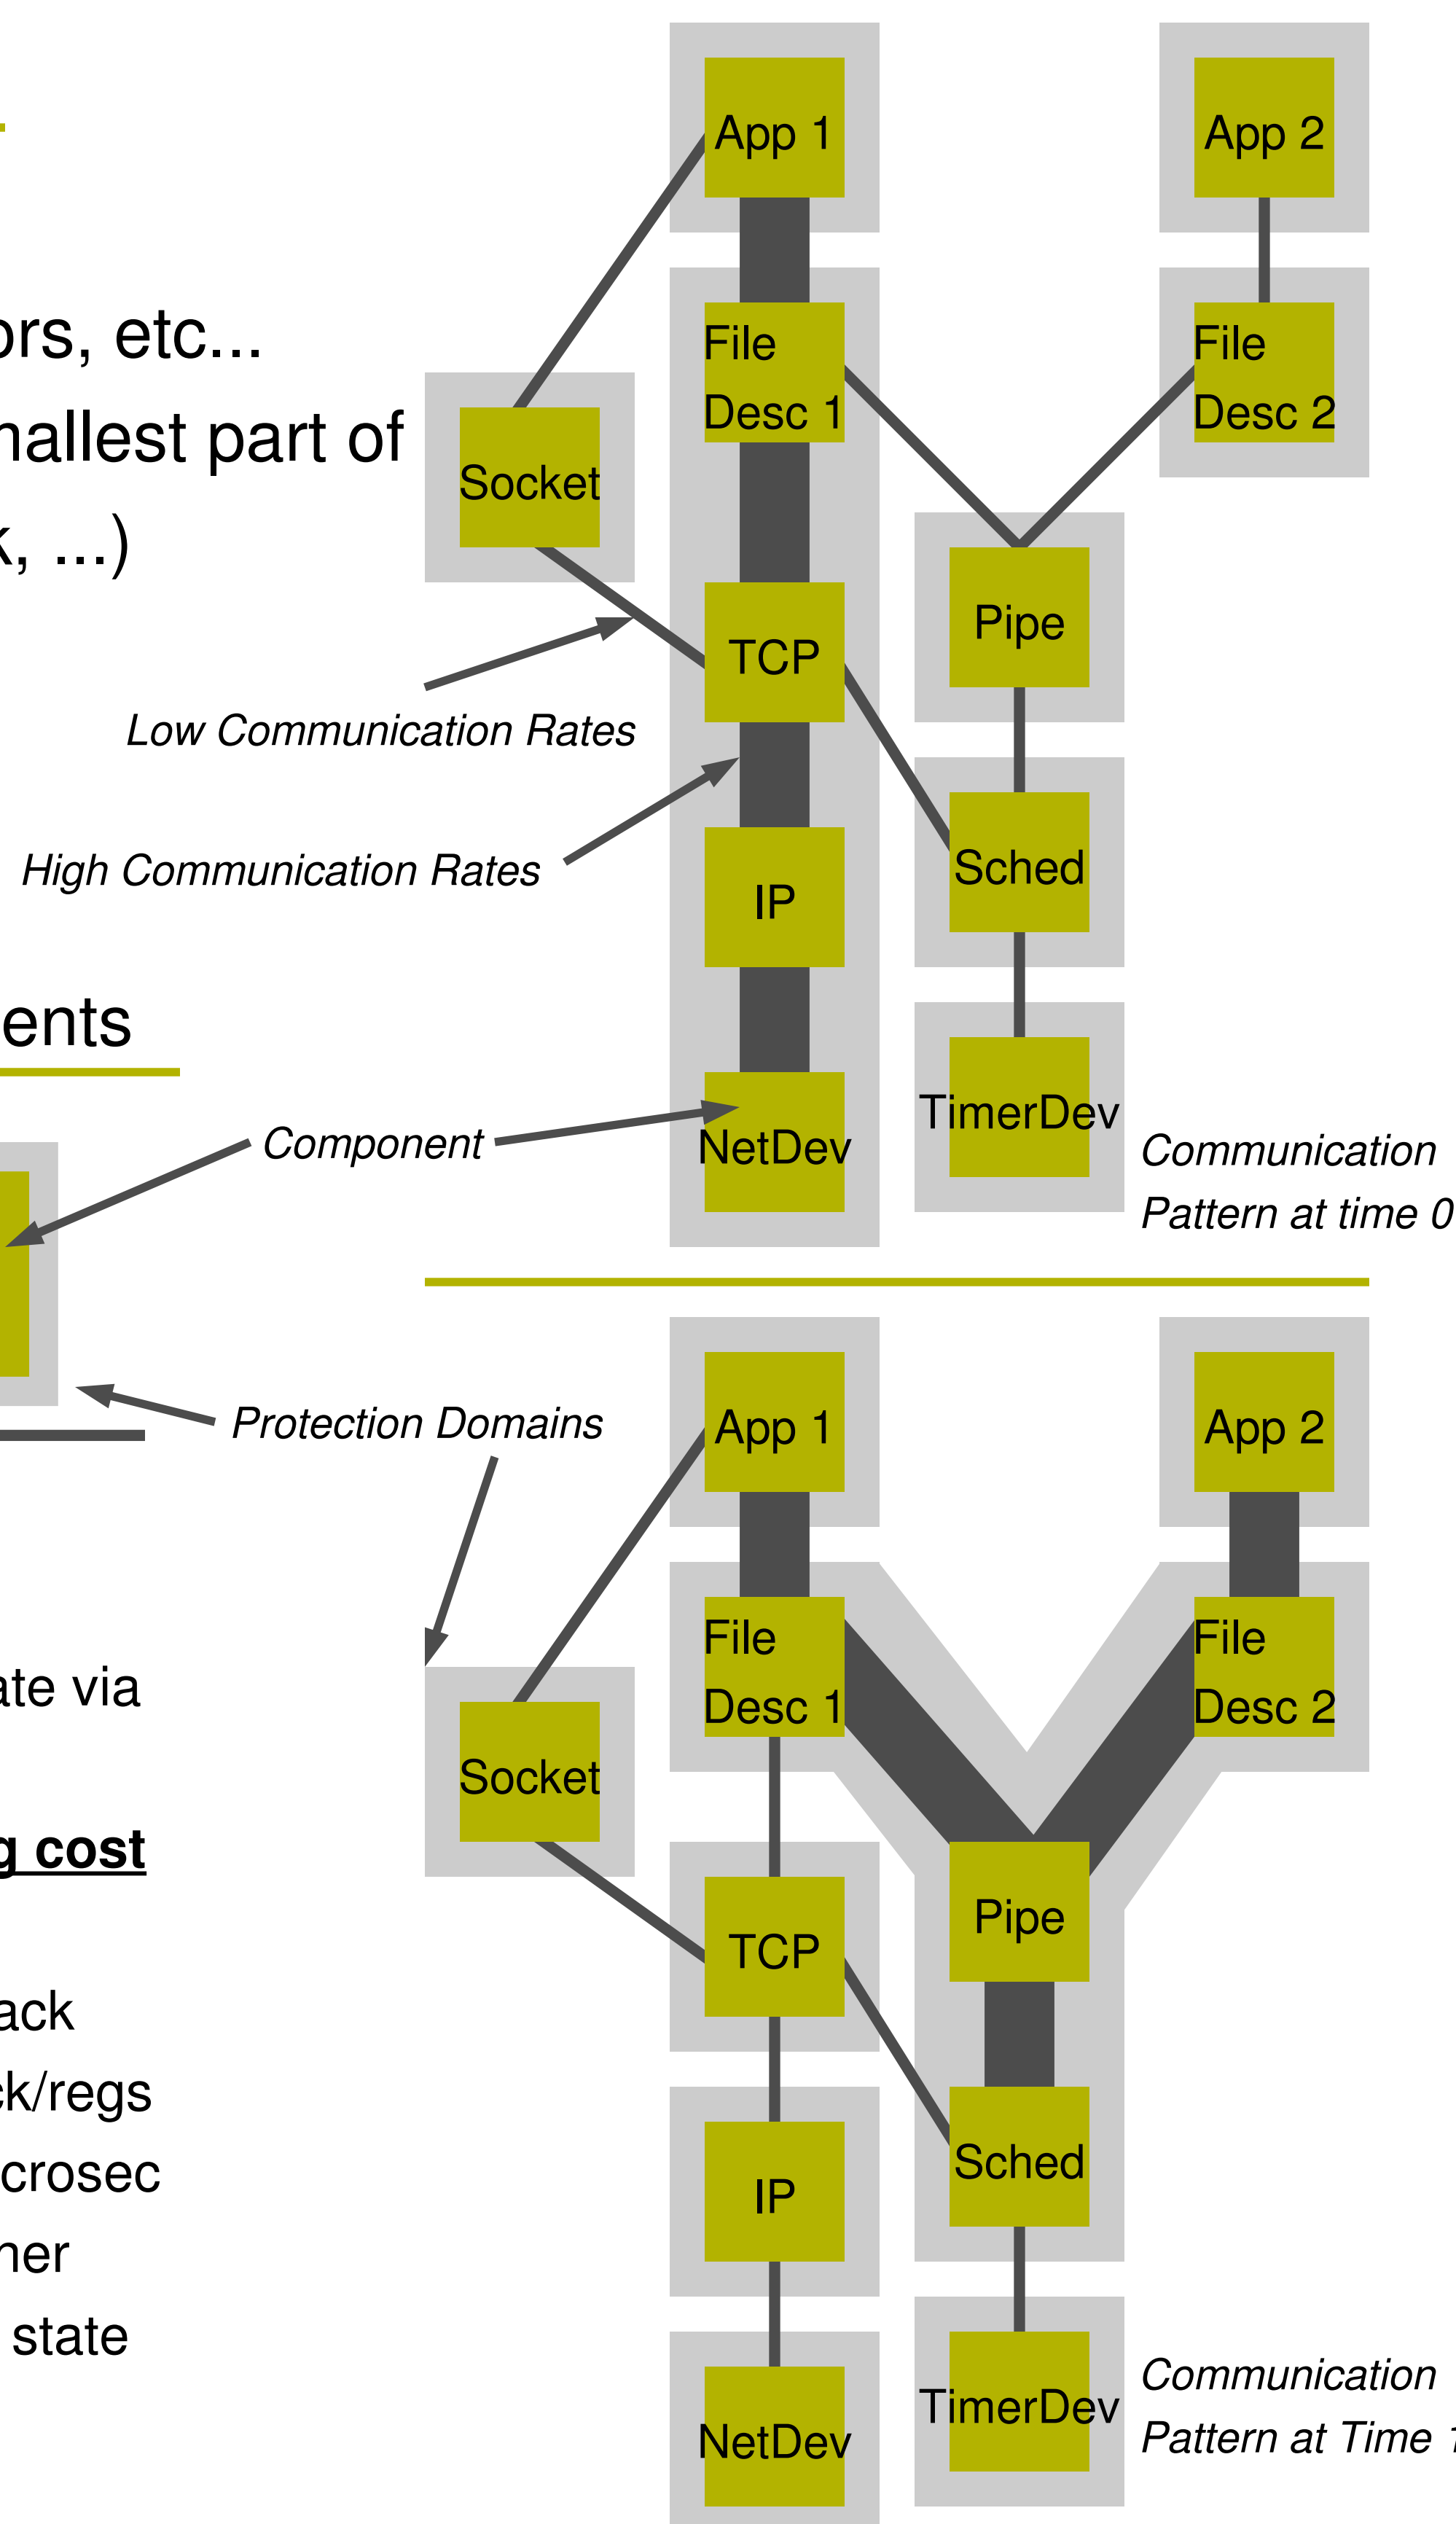 App 1
App 2
ors, etc...
File
Desc 1
File
Desc 2
mallest part of
Socket
k, ...)
Pipe
TCP
Low Communication Rates
High Communication Rates
Sched
IP
ents
TimerDev
Component
NetDev
Communication
Pattern at time 0
Protection Domains
App 1
App 2
File
Desc 1
File
Desc 2
ate via
Socket
g cost
Pipe
TCP
ack
ck/regs
Sched
crosec
IP
ner
state
Communication
Pattern at Time 1
TimerDev
NetDev